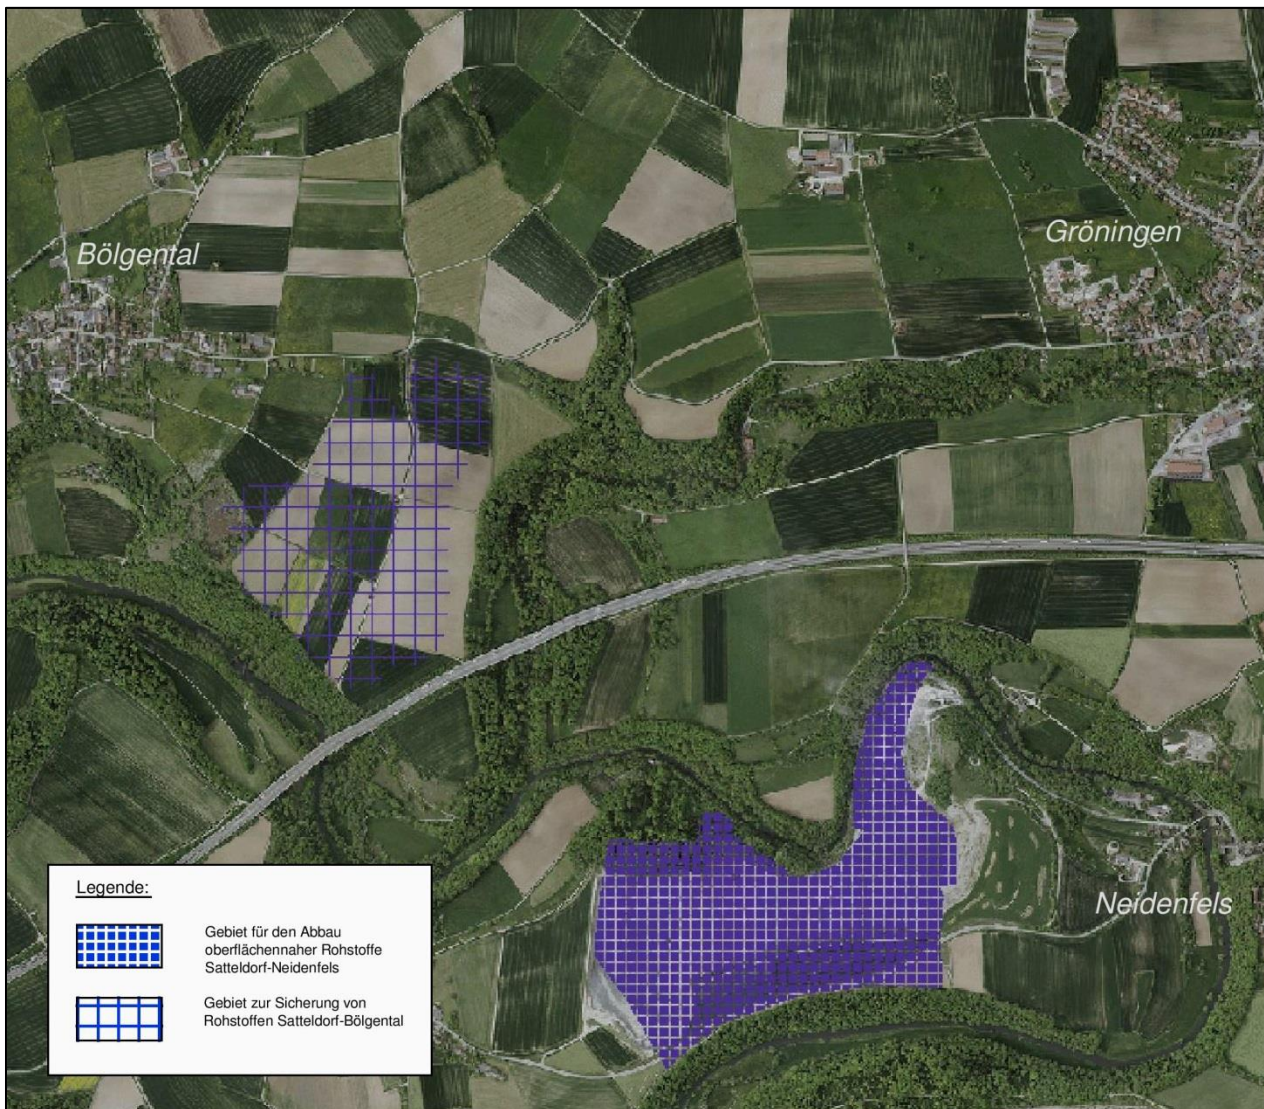 Bölgental
Gröningen
Neidenfels
Legende:
Gebiet für den Abbau
oberflächennaher Rohstoffe
Satteldorf-Neidenfels
Gebiet zur Sicherung von
Rohstoffen Satteldorf-Bölgental